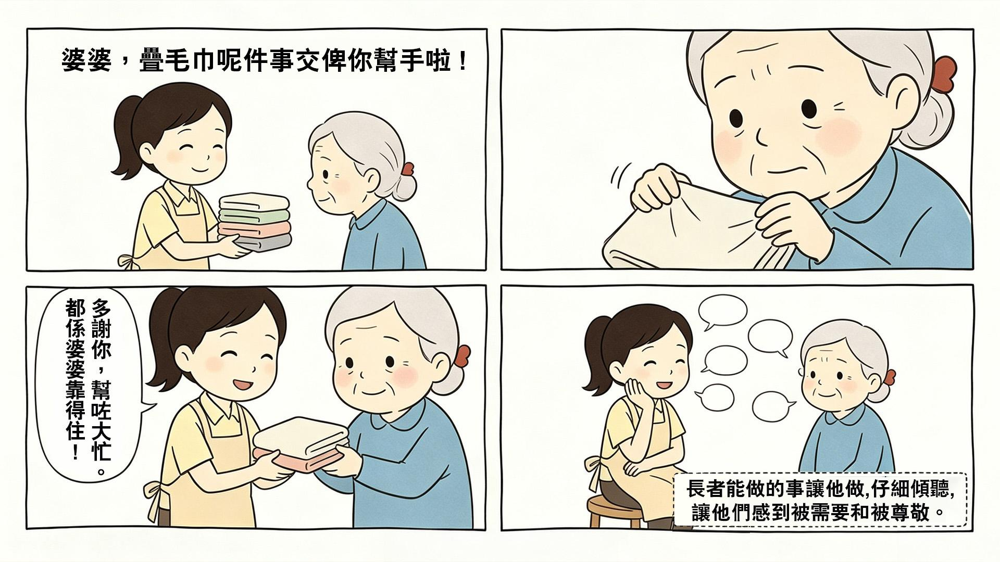 婆婆，疊毛巾呢件事交俾你幫手啦！
多謝你，幫咗大忙。
都係婆婆婆靠得住！
長者能做的事讓他做,仔細傾聽,
讓他們感到被需要和被尊敬。